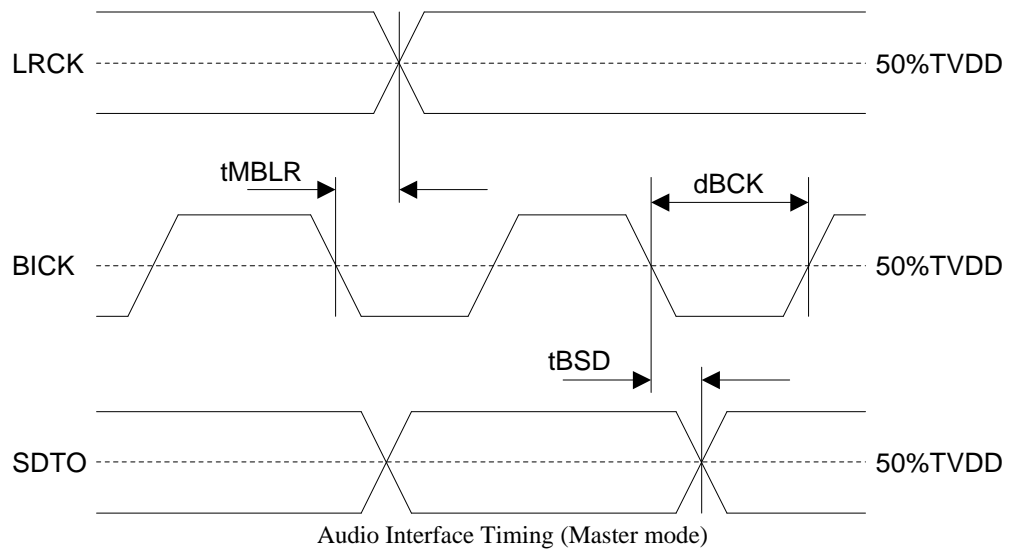 LRCK
50%TVDD
tMBLR
dBCK
BICK
50%TVDD
tBSD
SDTO
50%TVDD
Audio Interface Timing (Master mode)